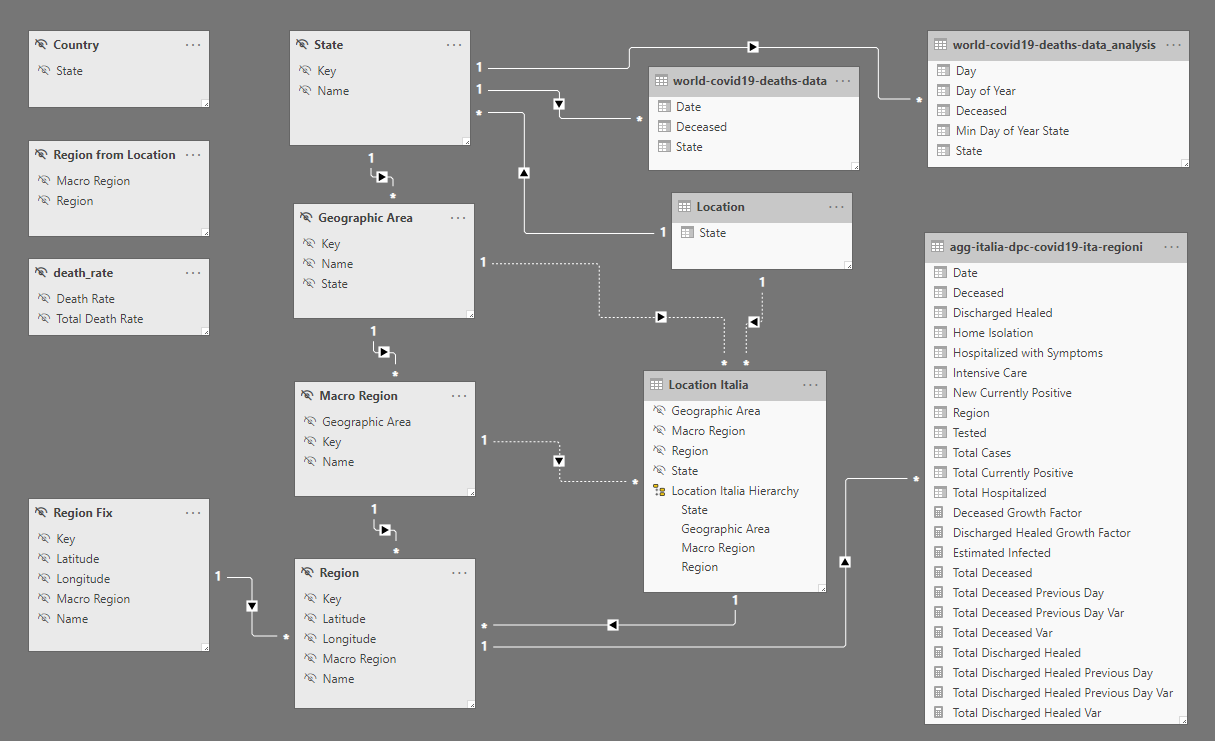 Country
State
Region from Location
Macro Region
Region
death_rate
Death Rate
Total Death Rate
Region Fix
Key
Latitude
Longitude
Macro Region
Name
State
Key
Name
Geographic Area
Key
Name
State
Macro Region
Geographic Area
Key
Name
Region
Key
Latitude
Longitude
Macro Region
Name
world-covid19-deaths-data
Date
Deceased
State
Location
State
Location Italia
Geographic Area
Macro Region
Region
State
Location Italia Hierarchy
State
Geographic Area
Macro Region
Region
world-covid19-deaths-data_analysis
Day
Day of Year
Deceased
Min Day of Year State
State
agg-italia-dpc-covid19-ita-regioni
Date
Deceased
Discharged Healed
Home Isolation
Hospitalized with Symptoms
Intensive Care
New Currently Positive
Region
Tested
Total Cases
Total Currently Positive
Total Hospitalized
Deceased Growth Factor
Discharged Healed Growth Factor
Estimated Infected
Total Deceased
Total Deceased Previous Day
Total Deceased Previous Day Var
Total Deceased Var
Total Discharged Healed
Total Discharged Healed Previous Day
Total Discharged Healed Previous Day Var
Total Discharged Healed Var
1
*
1
*
*
1
1
*
1
*
1
*
1
*
1
*
1
*
1
*
1
*
1
*